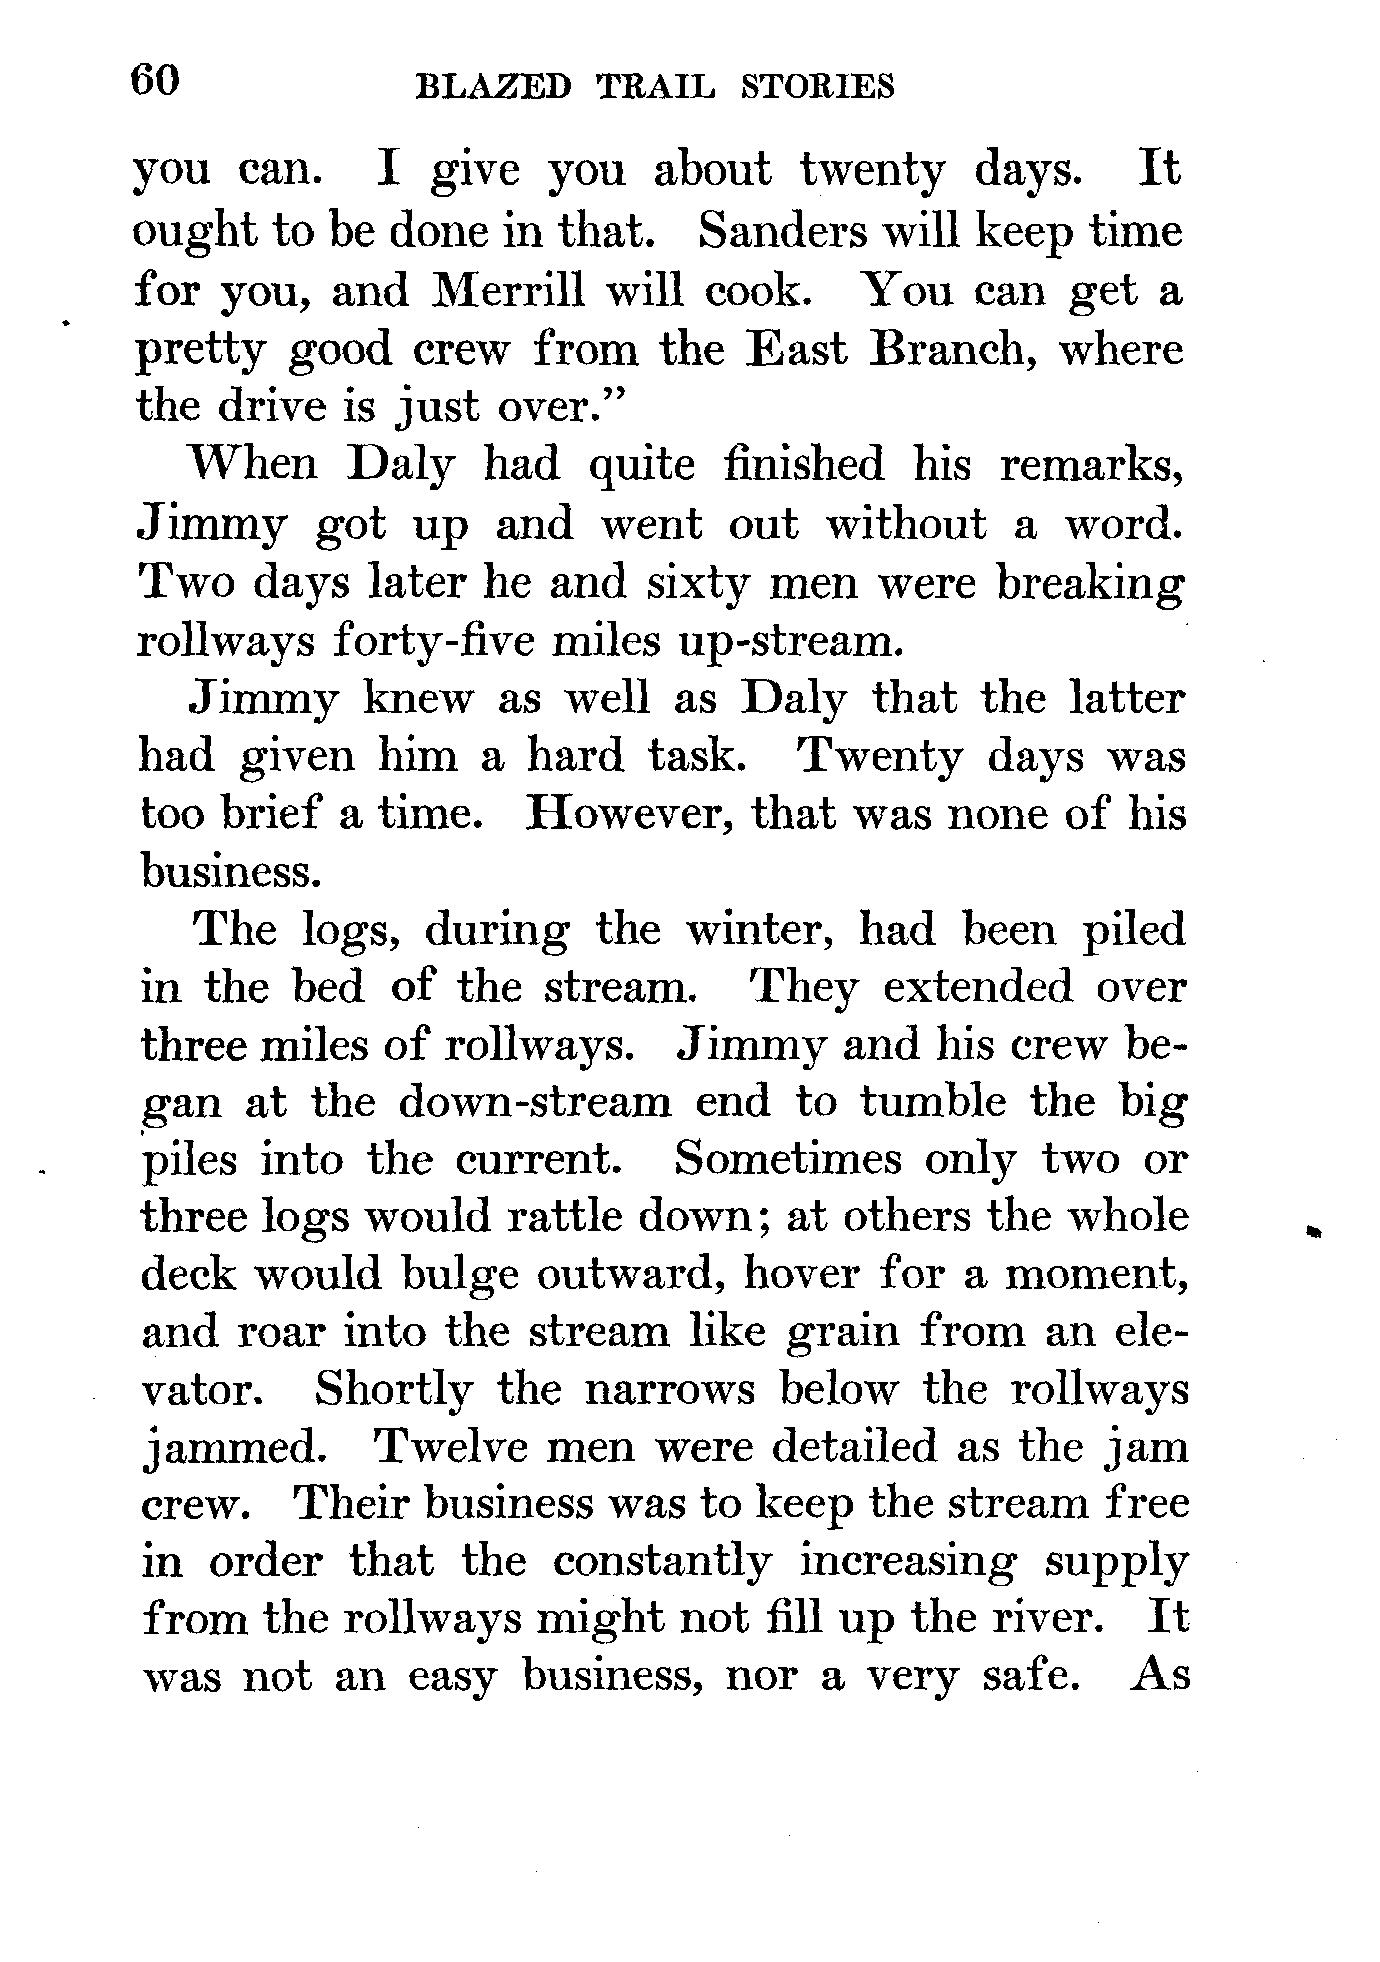 60 BLAZED TRAIL STORIES
you can. I give you about twenty days. It
ought to be done in that. Sanders will keep time
for you, and Merrill will cook. You can get a
pretty good crew from the East Branch, where
the drive is just over.”
When Daly had quite finished his remarks,
Jimmy got up and went out without a word.
Two days later he and sixty men were breaking
rollways forty-five miles up-stream.
Jimmy knew as well as Daly that the latter
had given him a hard task. Twenty days was
too brief a time. However, that was none of his
business.
The logs, during the winter, had been piled
in the bed of the stream. They extended over
three miles of rollways. Jimmy and his crew be-
gan at the down-stream end to tumble the big
piles into the current. Sometimes only two or
three logs would rattle down; at others the whole
deck would bulge outward, hover for a moment,
and roar into the stream like grain from an ele-
vator. Shortly the narrows below the rollways
jammed. Twelve men were detailed as the jam
crew. Their business was to keep the stream free
in order that the constantly increasing supply
from the rollways might not fill up the river. It
was not an easy business, nor a very safe. As